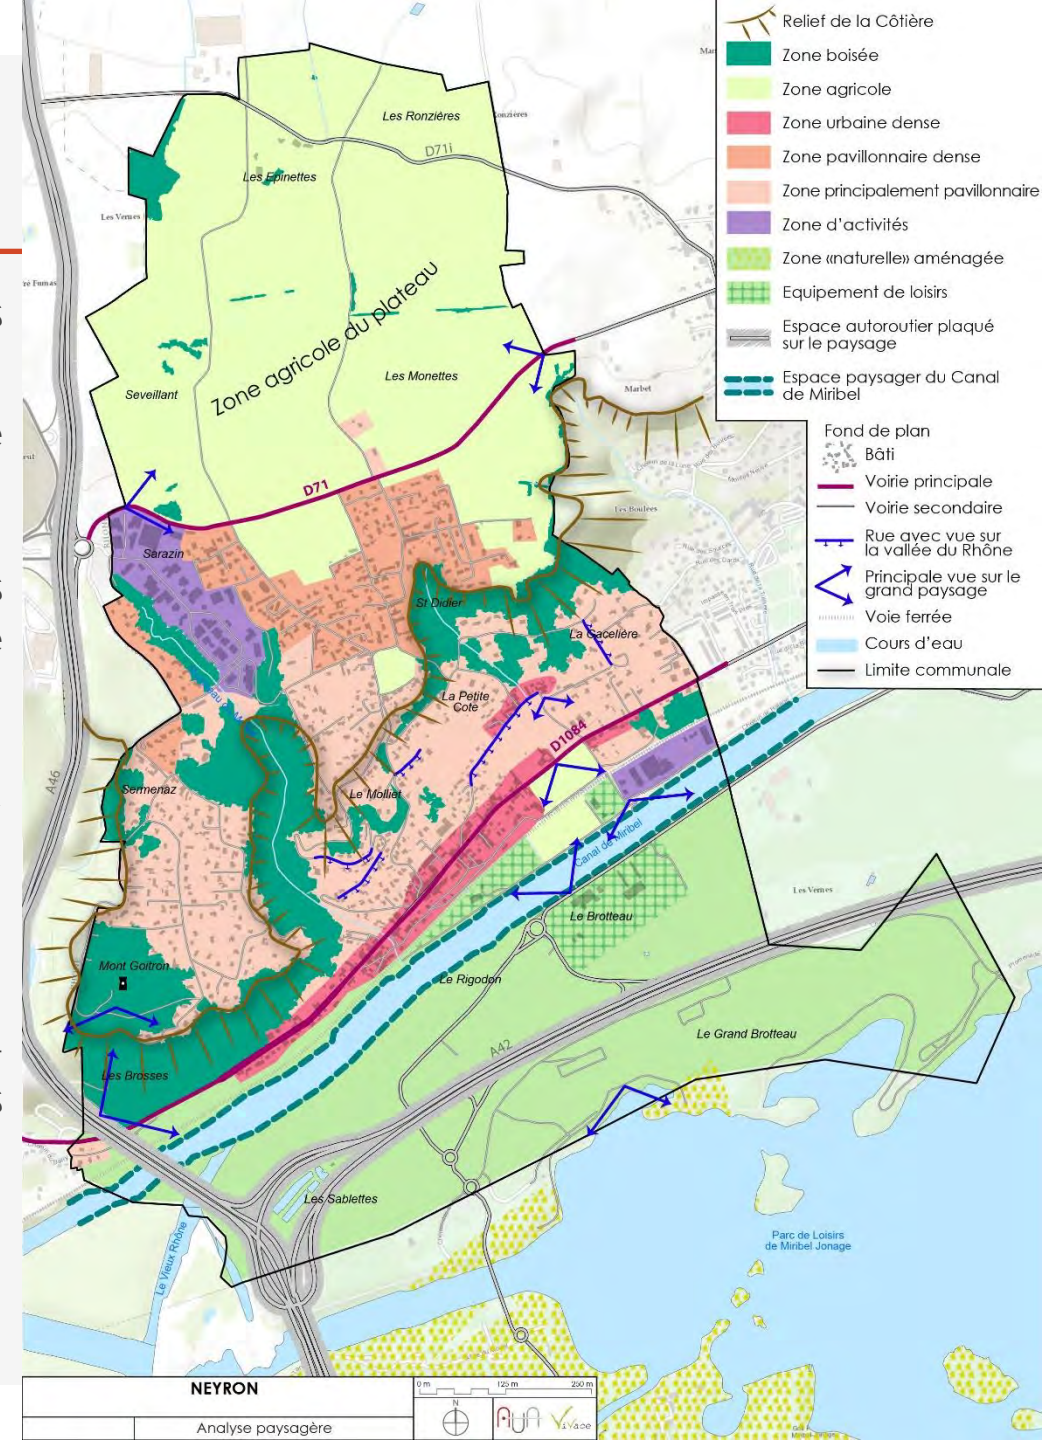 Relief de la Côtière
Zone boisée
Zone agricole
Zone urbaine dense
Zone pavillonnaire dense
Zone principalement pavillonnaire
Zone d'activités
Zone «naturelle» aménagée
Equipement de loisirs
Espace autoroutier plaqué
sur le paysage
Espace paysager du Canal
de Miribel
Fond de plan
Bâti
Voirie principale
Voirie secondaire
Rue avec vue sur
la vallée du Rhône
Principale vue sur le
grand paysage
Voie ferrée
Cours d'eau
Limite communale
Les Ronzières
D71i
Les Epinettes
Les Vernes
Zone agricole du plateau
Les Monettes
Seveillant
Marbet
D71
Les Boulées
Sarazin
St Didier
La Gacelière
La Petite
Cote
D1084
A46
Sermenaz
Le Molliet
Canal de Miribel
Les Vernes
Le Brotteau
Mont Goitron
Le Rigodon
Le Grand Brotteau
A42
Les Brosses
Les Sablettes
Le Vieux Rhône
Parc de Loisirs
de Miribel Jonage
NEYRON
Analyse paysagère
0 m 125 m 250 m
N
AUA Vivace